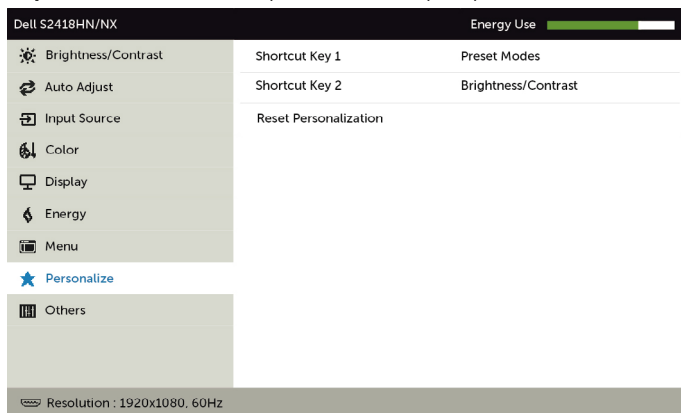 Dell S2418HN/NX Energy Use
Brightness/Contrast
Auto Adjust
Input Source
Color
Display
Energy
Menu
Personalize
Others
Shortcut Key 1 Preset Modes
Shortcut Key 2 Brightness/Contrast
Reset Personalization
Resolution : 1920x1080, 60Hz